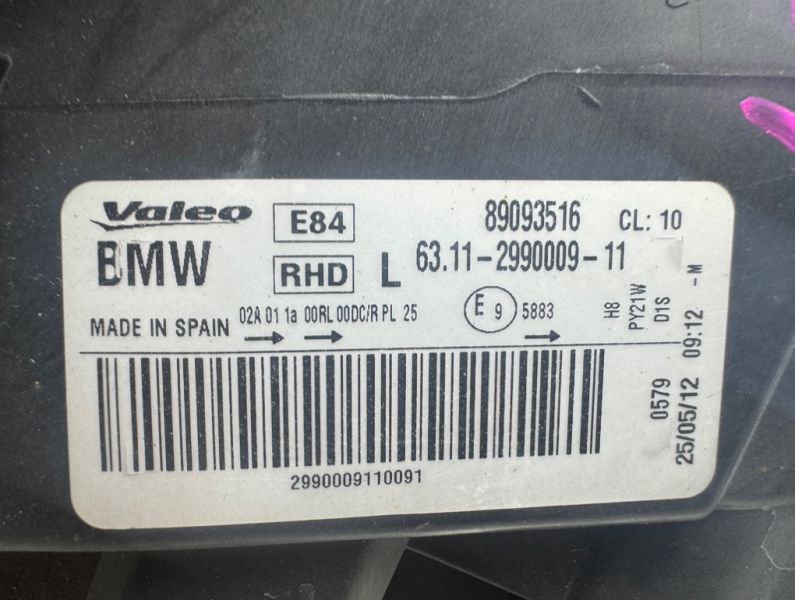 Valeo E84 89093516 CL: 10
BMW RHD L 63.11-2990009-11
MADE IN SPAIN 02A 01 1a 00RL 00DC/R PL 25 E 9 5883
H8
PY21W
D1S
09:12 -M
0579
25/05/12
2990009110091